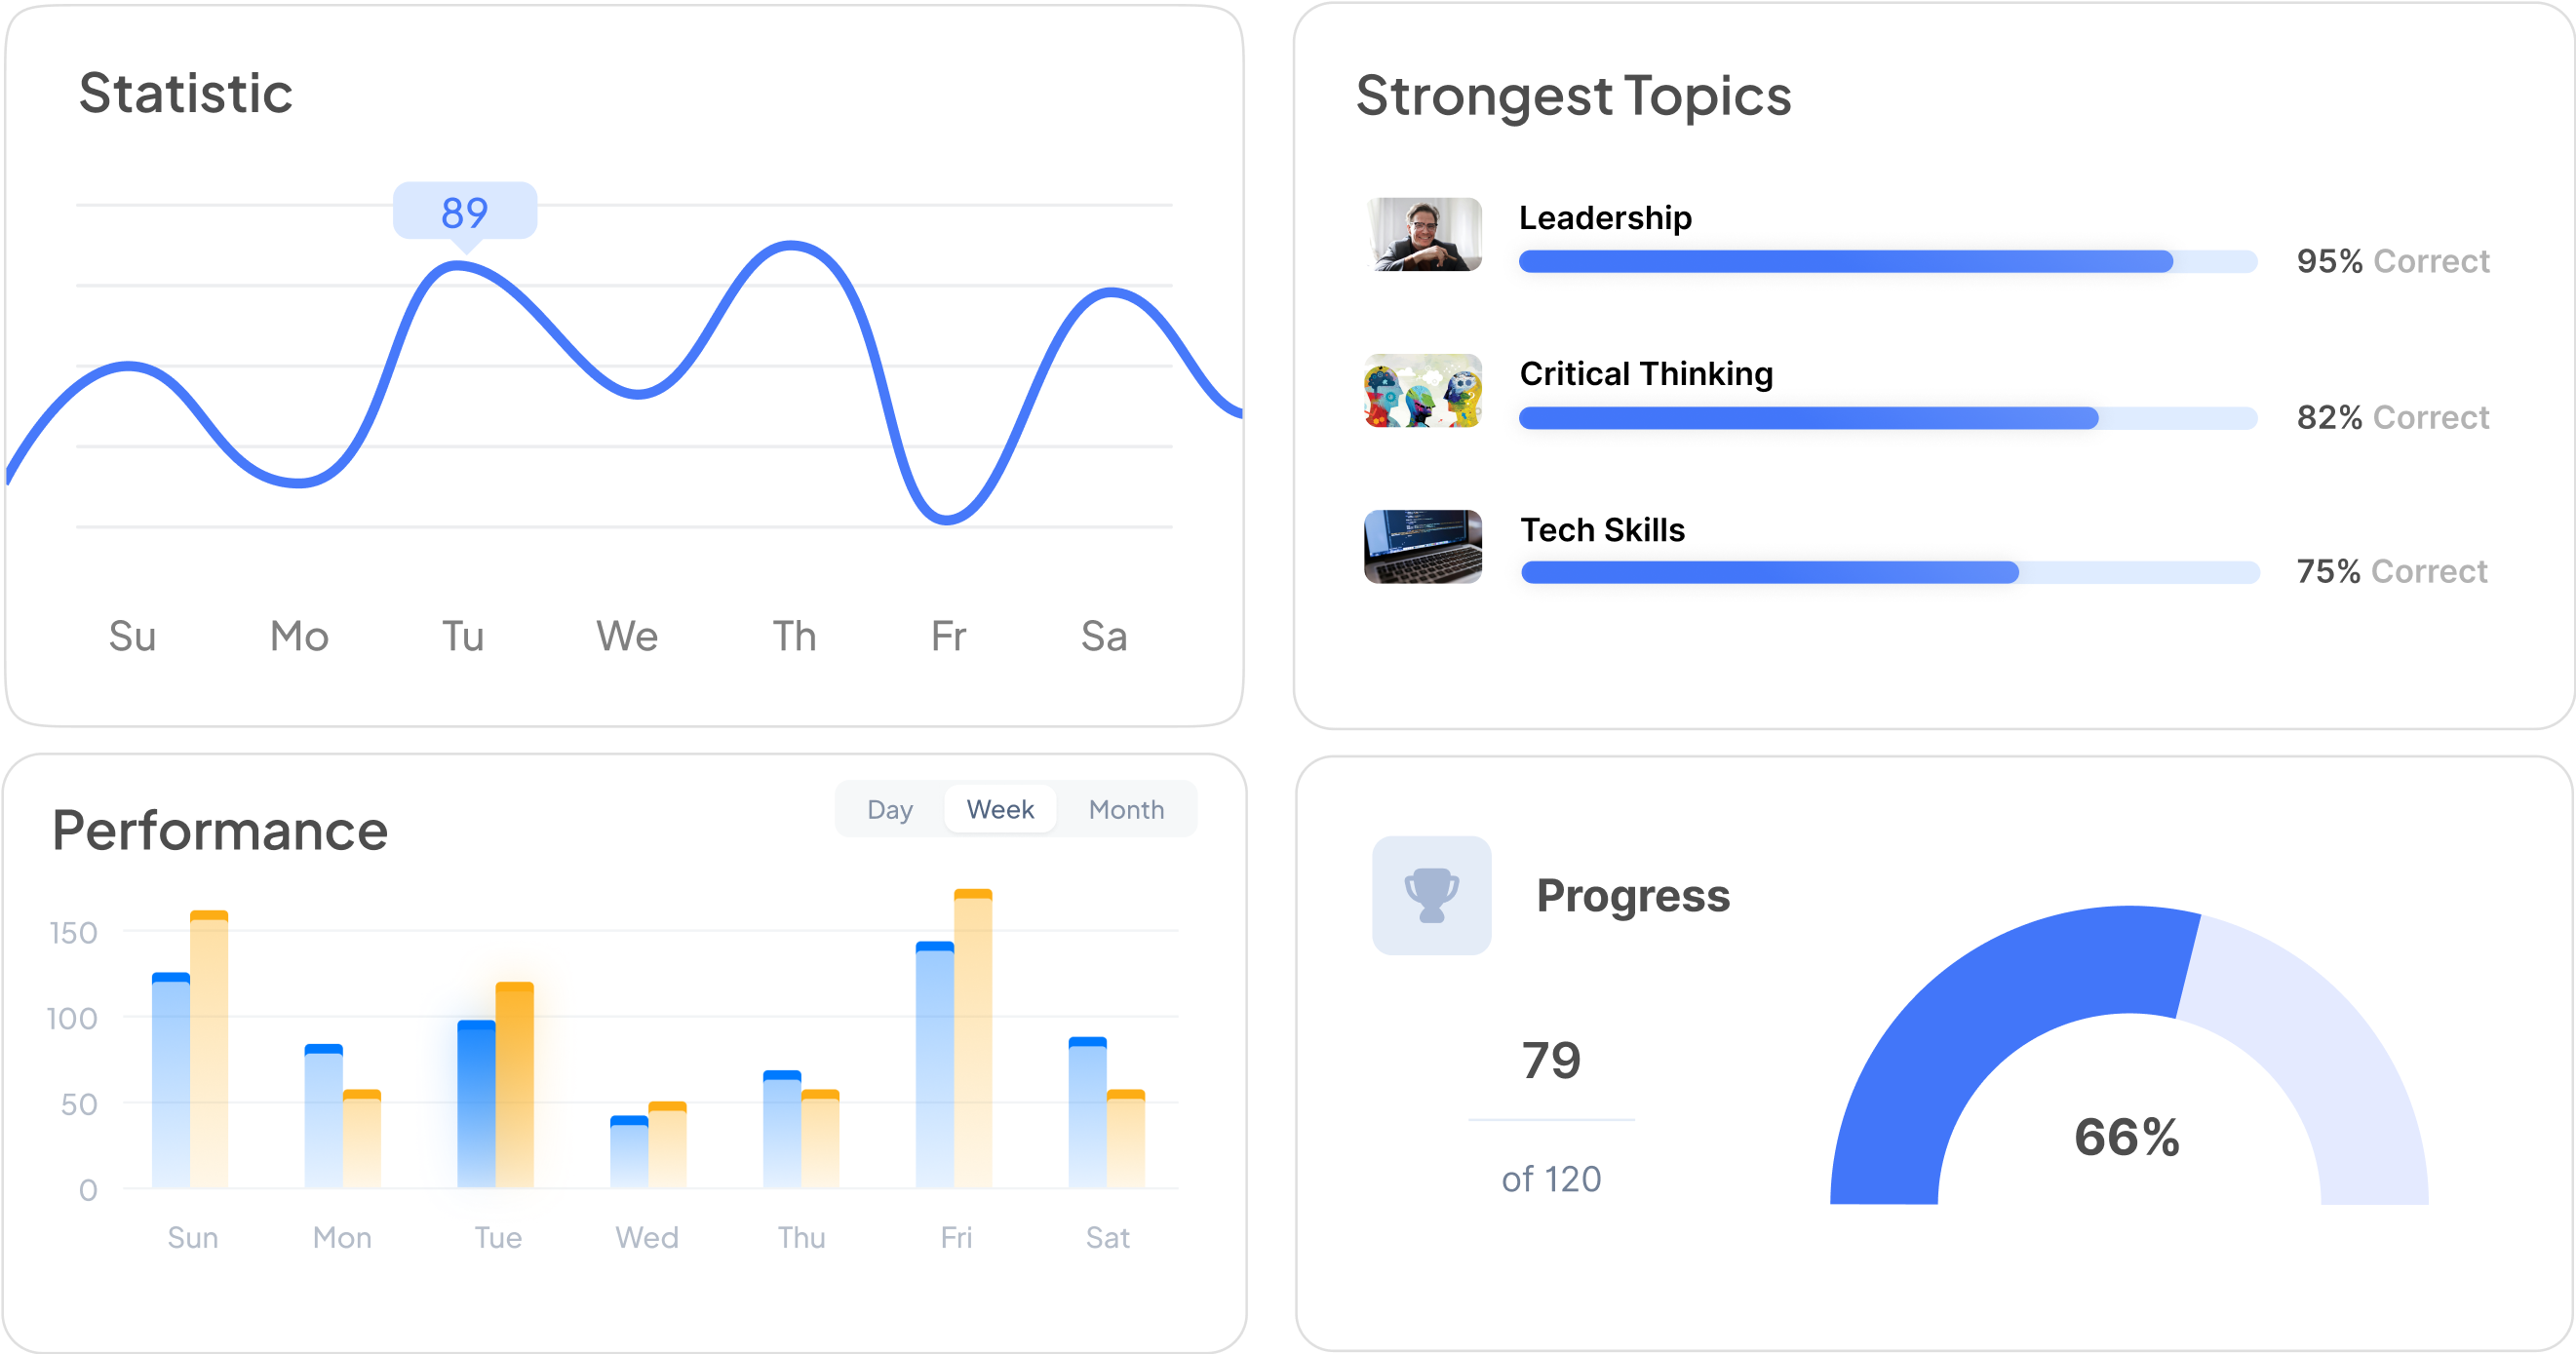 Statistic
89
Su Mo Tu We Th Fr Sa
Strongest Topics
Leadership
95% Correct
Critical Thinking
82% Correct
Tech Skills
75% Correct
Performance
Day Week Month
150
100
50
0
Sun Mon Tue Wed Thu Fri Sat
Progress
79
of 120
66%